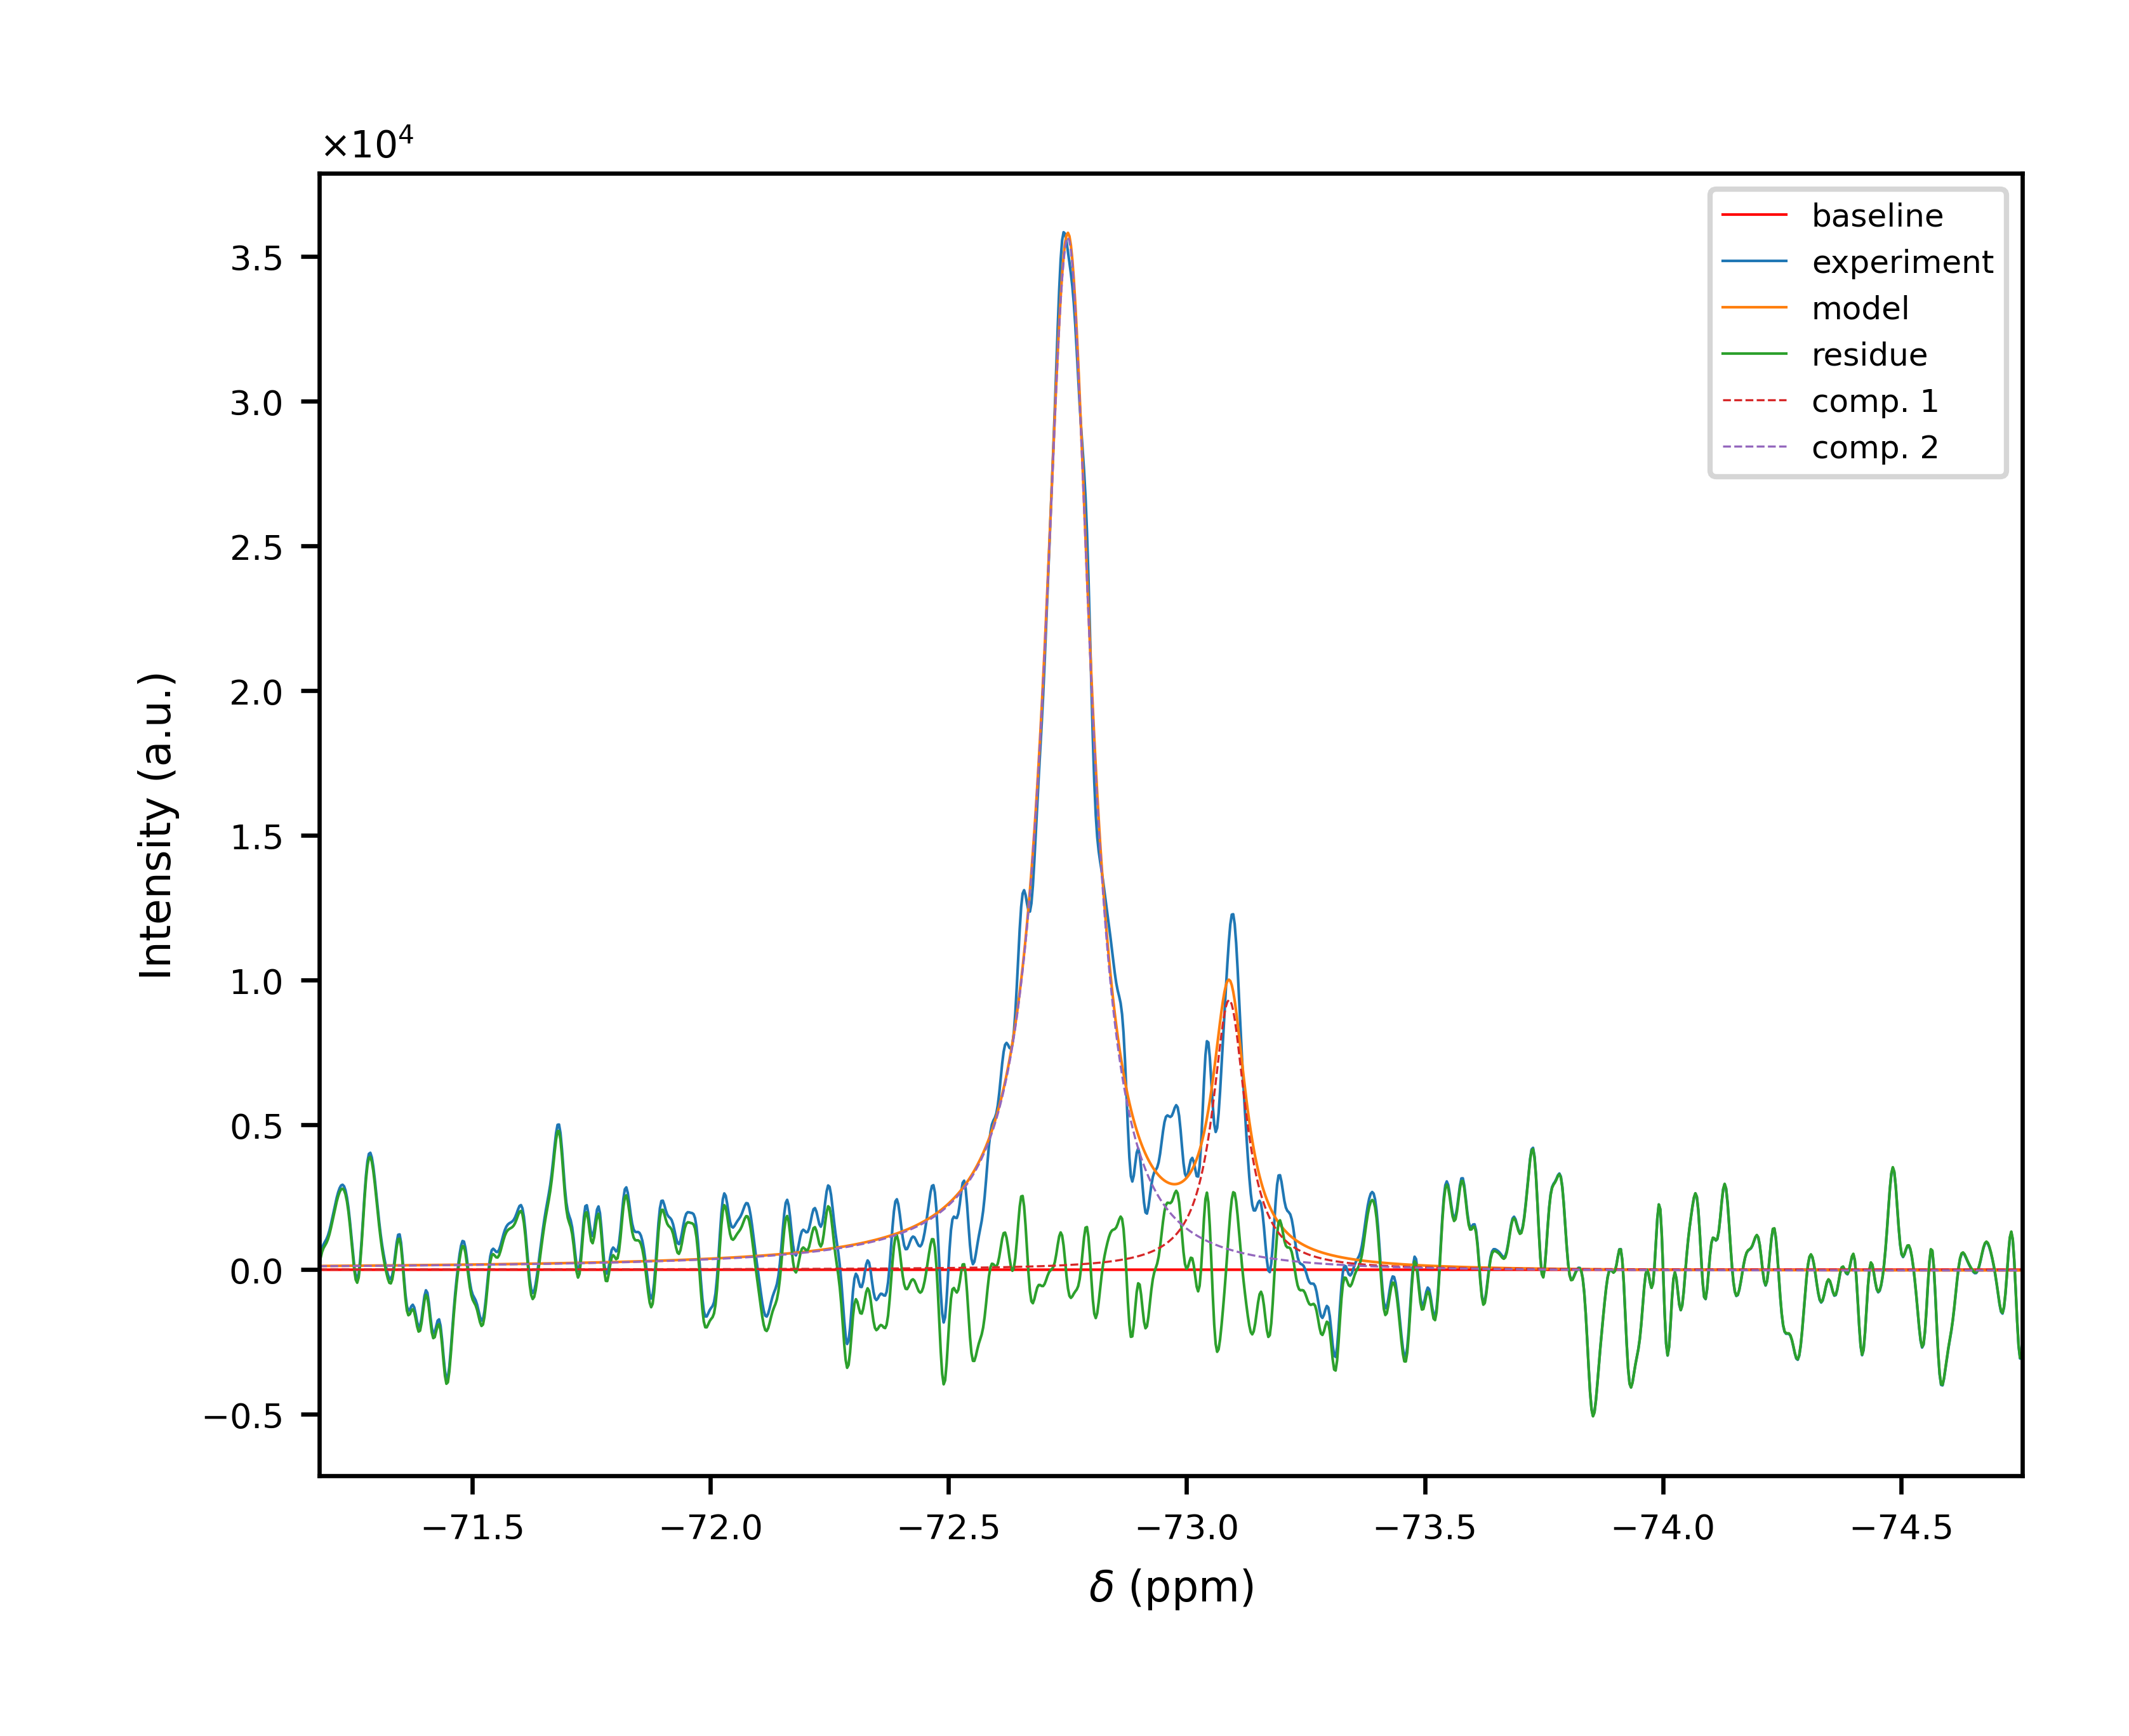 ×10⁴
3.5
3.0
2.5
2.0
1.5
1.0
0.5
0.0
−0.5
Intensity (a.u.)
baseline
experiment
model
residue
comp. 1
comp. 2
−71.5 −72.0 −72.5 −73.0 −73.5 −74.0 −74.5
δ (ppm)